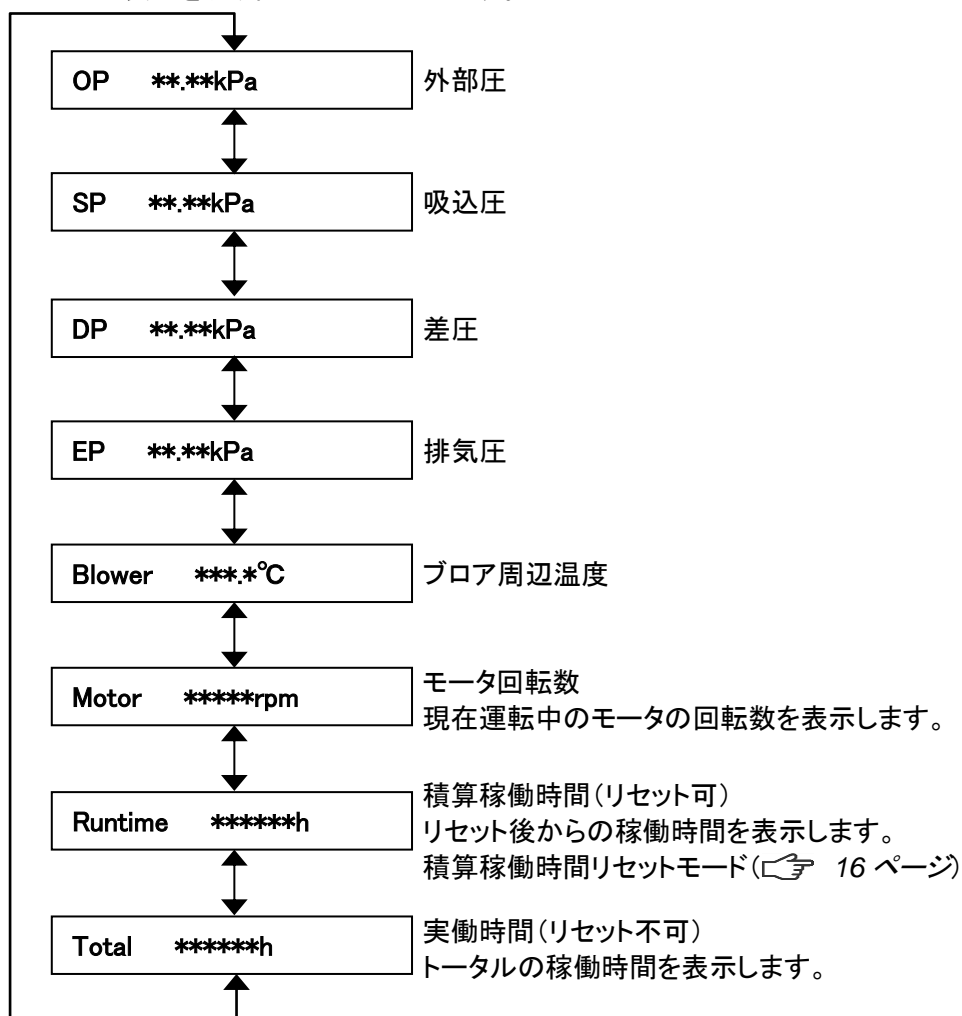 OP **.**kPa 外部圧
SP **.**kPa 吸込圧
DP **.**kPa 差圧
EP **.**kPa 排気圧
Blower ***.*℃ ブロア周辺温度
Motor *****rpm
モータ回転数
現在運転中のモータの回転数を表示します。
Runtime ******h
積算稼働時間(リセット可)
リセット後からの稼働時間を表示します。
積算稼働時間リセットモード(☞ 16 ページ)
Total ******h
実働時間(リセット不可)
トータルの稼働時間を表示します。